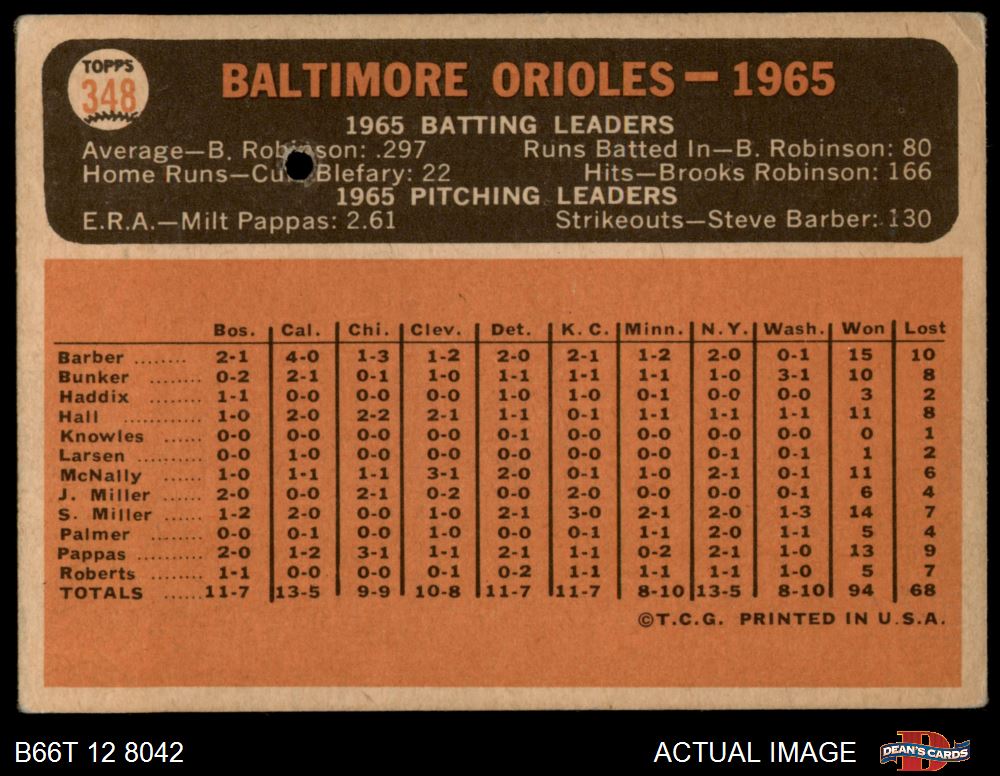 TOPPS
348
BALTIMORE ORIOLES — 1965
1965 BATTING LEADERS
Average—B. Robinson: .297 Runs Batted In—B. Robinson: 80
Home Runs—Cu Blefary: 22 Hits—Brooks Robinson: 166
1965 PITCHING LEADERS
E.R.A.—Milt Pappas: 2.61 Strikeouts—Steve Barber: 130
Bos. Cal. Chi. Clev. Det. K. C. Minn. N.Y. Wash. Won Lost
Barber ........ 2-1 4-0 1-3 1-2 2-0 2-1 1-2 2-0 0-1 15 10
Bunker ........ 0-2 2-1 0-1 1-0 1-1 1-1 1-1 1-0 3-1 10 8
Haddix ........ 1-1 0-0 0-0 0-0 1-0 1-0 0-1 0-0 0-0 3 2
Hall ............ 1-0 2-0 2-2 2-1 1-1 0-1 1-1 1-1 1-1 11 8
Knowles ...... 0-0 0-0 0-0 0-0 0-1 0-0 0-0 0-0 0-0 0 1
Larsen .......... 0-0 1-0 0-0 0-0 0-0 0-0 0-0 0-1 0-1 1 2
McNally ...... 1-0 1-1 1-1 3-1 2-0 0-1 1-0 2-1 0-1 11 6
J. Miller ...... 2-0 0-0 2-1 0-2 0-0 2-0 0-0 0-0 0-1 6 4
S. Miller ...... 1-2 2-0 0-0 1-0 2-1 3-0 2-1 2-0 1-3 14 7
Palmer ........ 0-0 0-1 0-0 1-0 0-0 0-1 1-1 2-0 1-1 5 4
Pappas ........ 2-0 1-2 3-1 1-1 2-1 1-1 0-2 2-1 1-0 13 9
Roberts ........ 1-1 0-0 0-0 0-1 0-2 1-1 1-1 1-1 1-0 5 7
TOTALS ...... 11-7 13-5 9-9 10-8 11-7 11-7 8-10 13-5 8-10 94 68
©T.C.G. PRINTED IN U.S.A.
B66T 12 8042 ACTUAL IMAGE DEAN'S CARDS